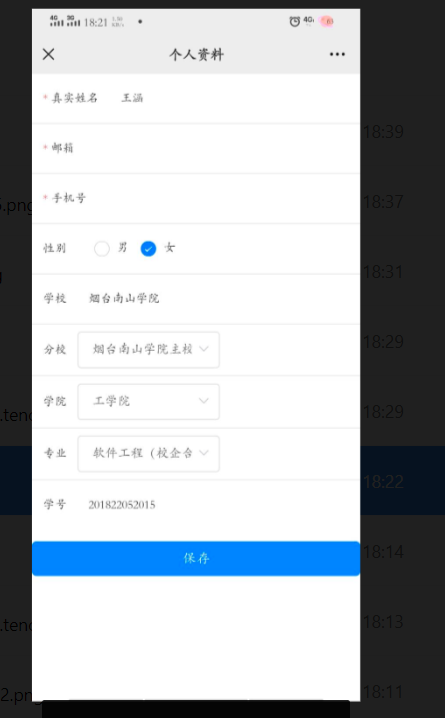 18:21
个人资料
* 真实姓名 王涵
* 邮箱
* 手机号
性别 男 女
学校 烟台南山学院
分校 烟台南山学院主校
学院 工学院
专业 软件工程（校企合
学号 201822052015
保存
18:39
.png 18:37
18:31
18:29
.tenc 18:29
18:22
18:14
.tenc 18:13
2.png 18:11